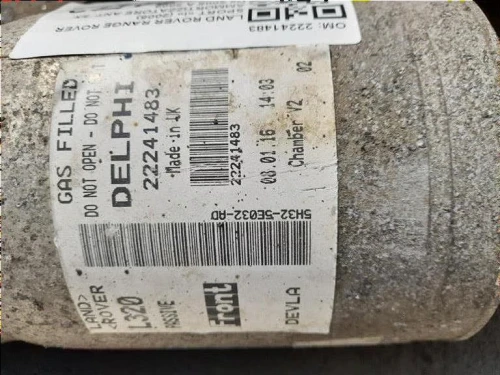 GM: 22241483
LAND ROVER RANGE ROVER
GAS FILLED
DO NOT OPEN - DO NOT
DELPHI
22241483
Made in UK
22241483
08.01.16 14:03
Chamber V2 02
5H32-5E032-AD
LAND>
<ROVER
L320
PASSIVE
Front
DEVLA